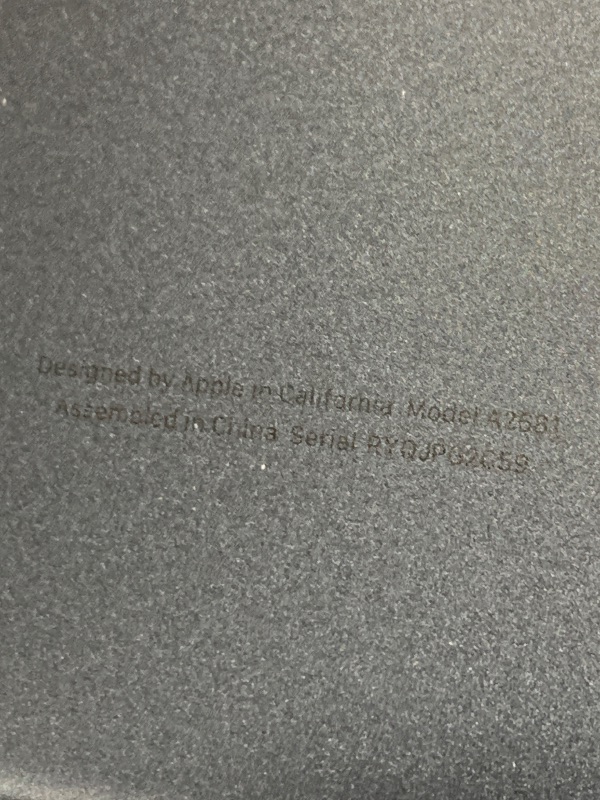 Designed by Apple in California Model A2681
Assembled in China Serial